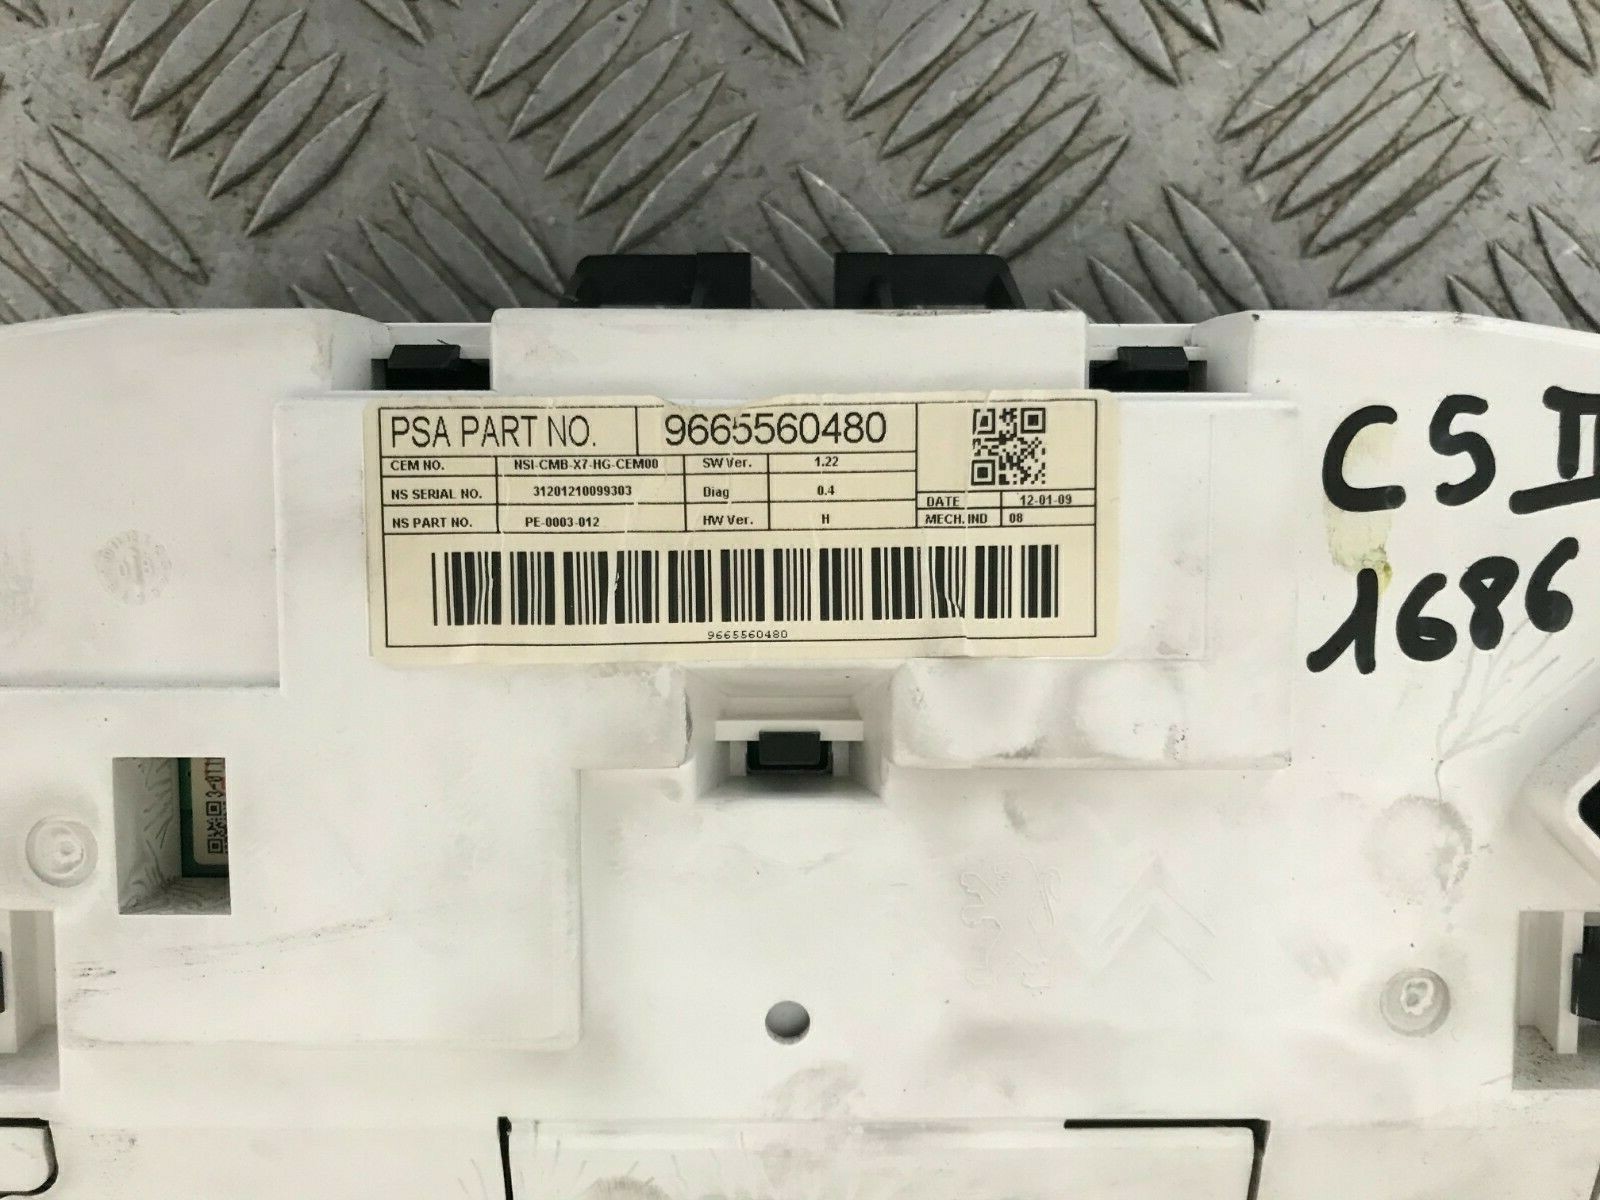 PSA PART NO. 9665560480
CEM NO. NSI-CMB-X7-HG-CEM00 SW Ver. 1.22
NS SERIAL NO. 31201210099303 Diag 0.4
DATE 12-01-09
NS PART NO. PE-0003-012 HW Ver. H
MECH. IND 08
9665560480
C5 II
1686